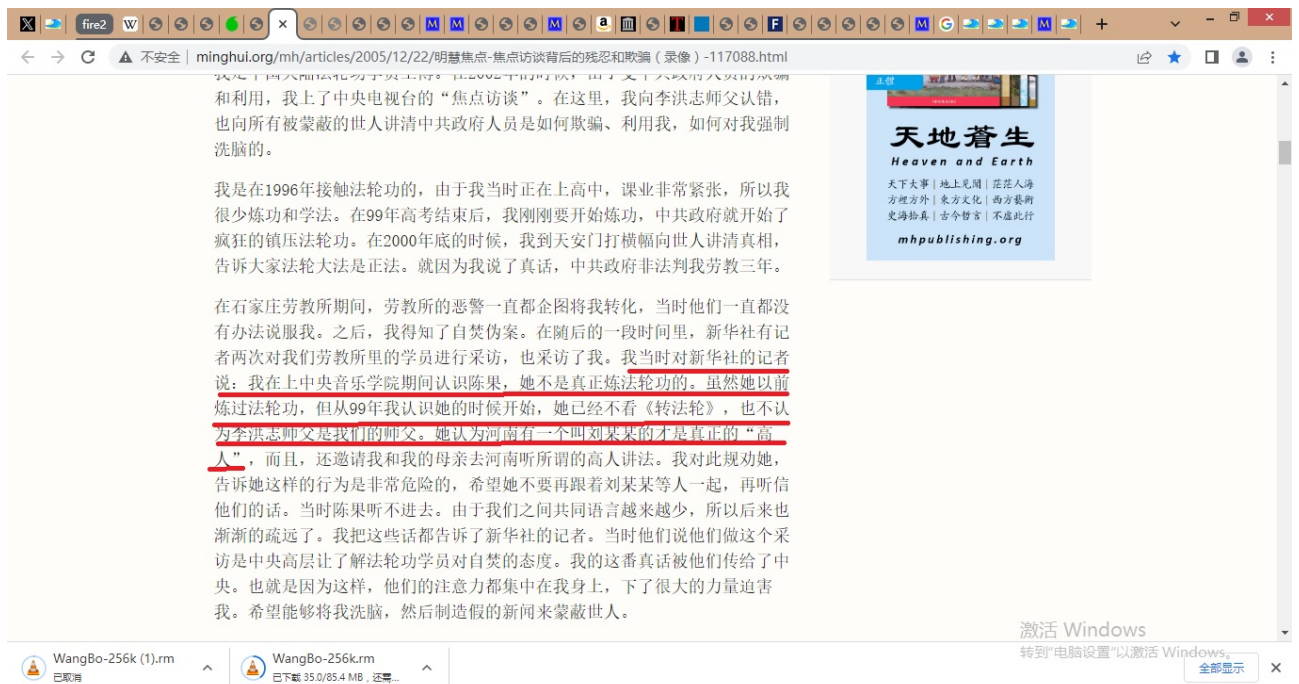 fire2
不安全
minghui.org/mh/articles/2005/12/22/明慧焦点-焦点访谈背后的残忍和欺骗（录像）-117088.html
和利用，我上了中央电视台的“焦点访谈”。在这里，我向李洪志师父认错，
也向所有被蒙蔽的世人讲清中共政府人员是如何欺骗、利用我，如何对我强制
洗脑的。
我是在1996年接触法轮功的，由于我当时正在上高中，课业非常紧张，所以我
很少炼功和学法。在99年高考结束后，我刚刚要开始炼功，中共政府就开始了
疯狂的镇压法轮功。在2000年底的时候，我到天安门打横幅向世人讲清真相，
告诉大家法轮大法是正法。就因为我说了真话，中共政府非法判我劳教三年。
在石家庄劳教所期间，劳教所的恶警一直都企图将我转化，当时他们一直都没
有办法说服我。之后，我得知了自焚伪案。在随后的一段时间里，新华社有记
者两次对我们劳教所里的学员进行采访，也采访了我。我当时对新华社的记者
说：我在上中央音乐学院期间认识陈果，她不是真正炼法轮功的。虽然她以前
炼过法轮功，但从99年我认识她的时候开始，她已经不看《转法轮》，也不认
为李洪志师父是我们的师父。她认为河南有一个叫刘某某的才是真正的“高
人”，而且，还邀请我和我的母亲去河南听所谓的高人讲法。我对此规劝她，
告诉她这样的行为是非常危险的，希望她不要再跟着刘某某等人一起，再听信
他们的话。当时陈果听不进去。由于我们之间共同语言越来越少，所以后来也
渐渐的疏远了。我把这些话都告诉了新华社的记者。当时他们说他们做这个采
访是中央高层让了解法轮功学员对自焚的态度。我的这番真话被他们传给了中
央。也就是因为这样，他们的注意力都集中在我身上，下了很大的力量迫害
我。希望能够将我洗脑，然后制造假的新闻来蒙蔽世人。
正體
天地蒼生
Heaven and Earth
天下大事 | 地上見聞 | 茫茫人海
方裡方外 | 東方文化 | 西方藝術
史海拾真 | 古今哲言 | 不虛此行
mhpublishing.org
激活 Windows
转到“电脑设置”以激活 Windows。
WangBo-256k (1).rm
已取消
WangBo-256k.rm
已下载 35.0/85.4 MB，还需...
全部显示